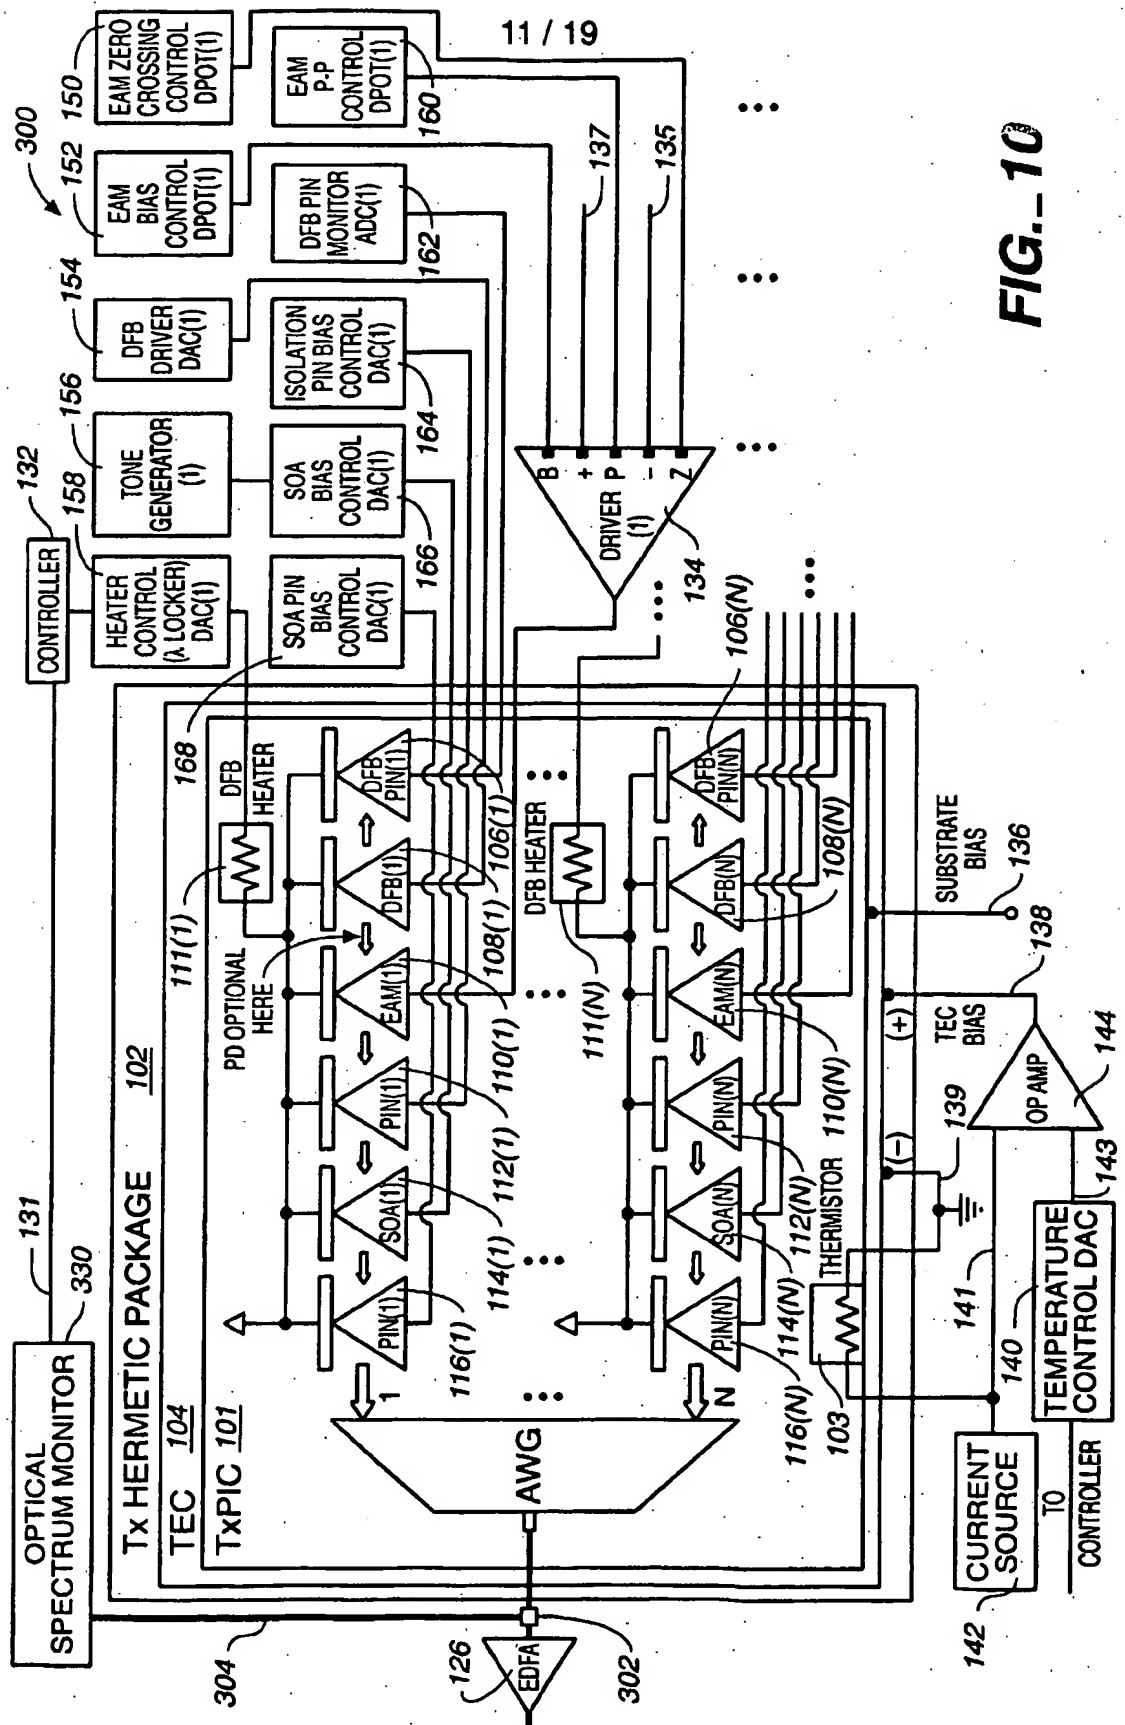 11 / 19
OPTICAL
SPECTRUM MONITOR
330
131
CONTROLLER
132
304
158
HEATER
CONTROL
(λ LOCKER)
DAC(1)
156
TONE
GENERATOR
(1)
154
DFB
DRIVER
DAC(1)
152
EAM
BIAS
CONTROL
DPOT(1)
300
150
EAM ZERO
CROSSING
CONTROL
DPOT(1)
168
SOA PIN
BIAS
CONTROL
DAC(1)
166
SOA
BIAS
CONTROL
DAC(1)
164
ISOLATION
PIN BIAS
CONTROL
DAC(1)
162
DFB PIN
MONITOR
ADC(1)
160
EAM
P-P
CONTROL
DPOT(1)
Tx HERMETIC PACKAGE 102
TEC 104
TxPIC 101
111(1)
DFB
HEATER
PD OPTIONAL
HERE
PIN(1)
SOA(1)
PIN(1)
EAM(1)
DFB(1)
DFB
PIN(1)
116(1)
114(1)
112(1)
110(1)
108(1)
106(1)
1
AWG
N
EDFA
126
302
DFB HEATER
111(N)
DRIVER
(1)
B
+
P
-
Z
134
137
135
PIN(N)
SOA(N)
PIN(N)
EAM(N)
DFB(N)
DFB
PIN(N)
116(N)
114(N)
112(N)
110(N)
108(N)
106(N)
THERMISTOR
103
(-)
(+)
TEC
BIAS
SUBSTRATE
BIAS
136
138
139
OP AMP
144
141
143
140
TEMPERATURE
CONTROL DAC
CURRENT
SOURCE
142
TO
CONTROLLER
FIG._10